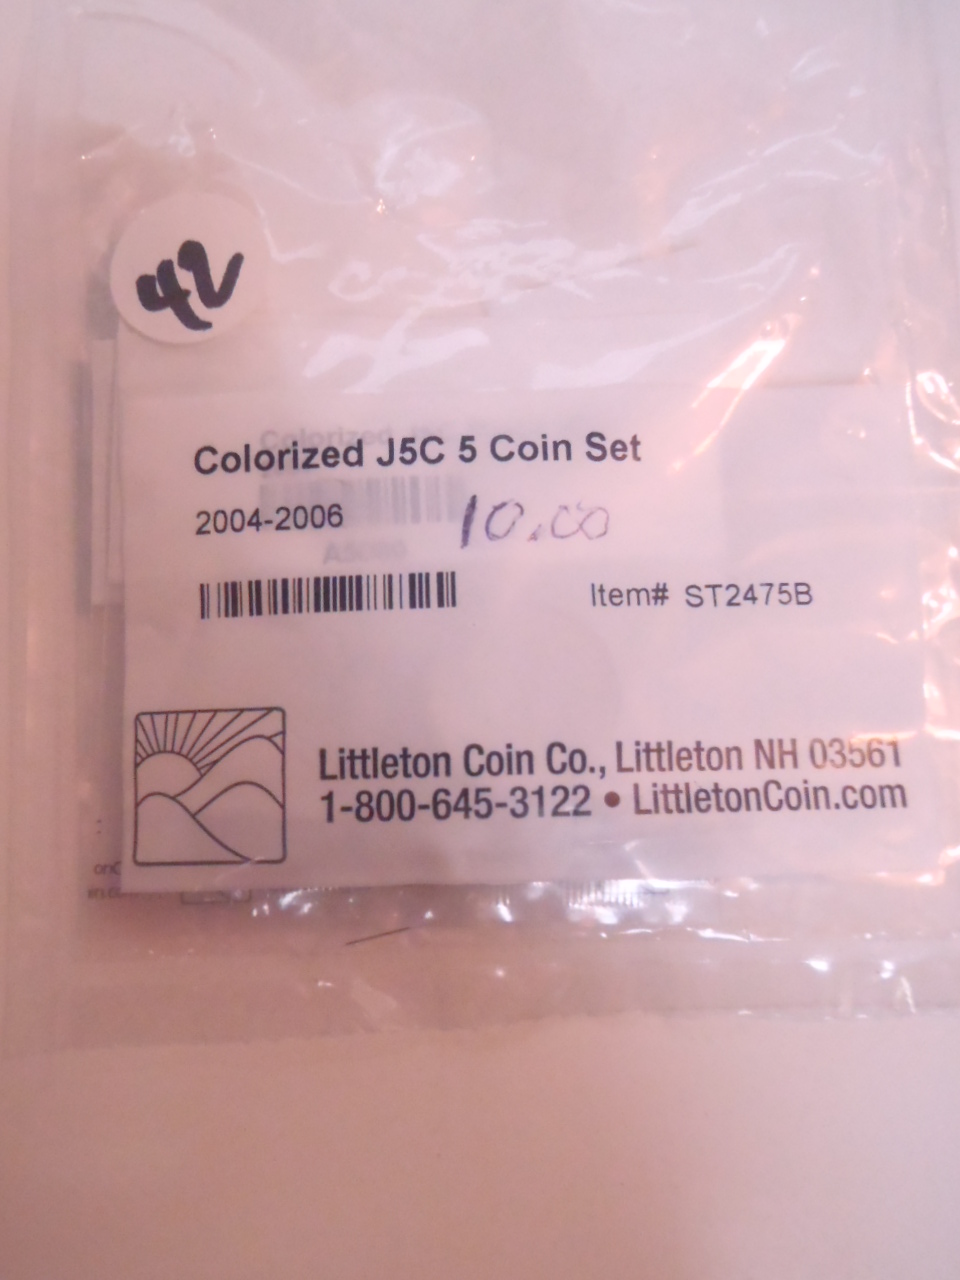 42
Colorized J5C 5 Coin Set
2004-2006 10.00
Item# ST2475B
Littleton Coin Co., Littleton NH 03561
1-800-645-3122 • LittletonCoin.com